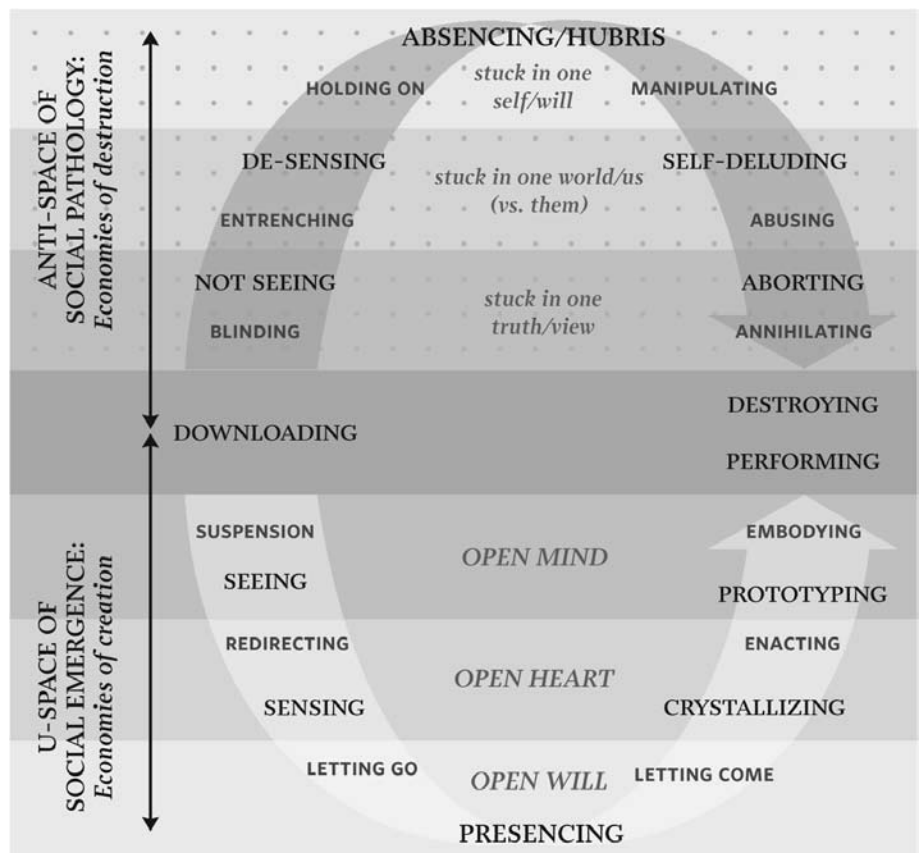 ANTI-SPACE OF
SOCIAL PATHOLOGY:
Economies of destruction
ABSENCING/HUBRIS
HOLDING ON
stuck in one
self/will
MANIPULATING
DE-SENSING
stuck in one world/us
(vs. them)
SELF-DELUDING
ENTRENCHING
ABUSING
NOT SEEING
stuck in one
truth/view
ABORTING
BLINDING
ANNIHILATING
DESTROYING
DOWNLOADING
PERFORMING
U-SPACE OF
SOCIAL EMERGENCE:
Economies of creation
SUSPENSION
OPEN MIND
EMBODYING
SEEING
PROTOTYPING
REDIRECTING
OPEN HEART
ENACTING
SENSING
CRYSTALLIZING
LETTING GO
OPEN WILL
LETTING COME
PRESENCING